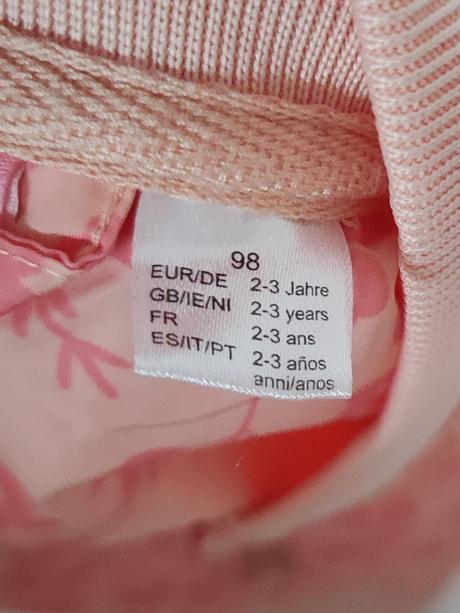 98
EUR/DE 2-3 Jahre
GB/IE/NI 2-3 years
FR 2-3 ans
ES/IT/PT 2-3 años
anni/anos